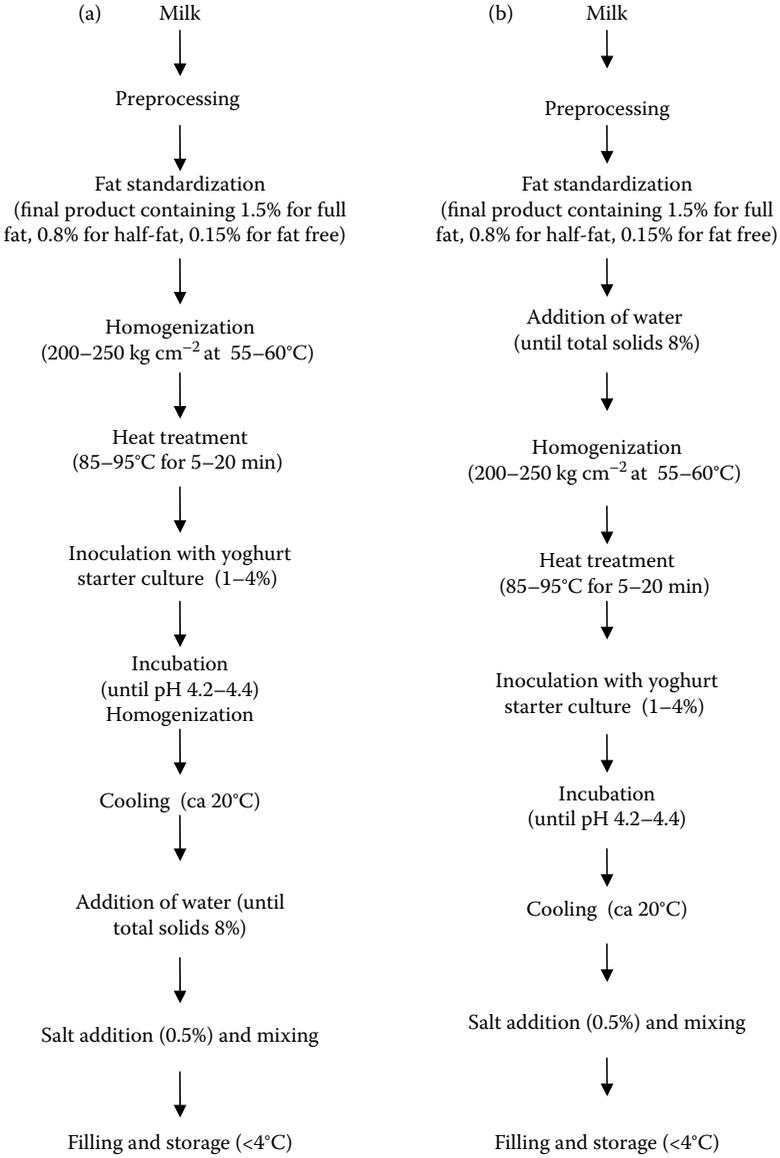 (a) Milk
Preprocessing
Fat standardization
(final product containing 1.5% for full
fat, 0.8% for half-fat, 0.15% for fat free)
Homogenization
(200–250 kg cm⁻² at 55–60°C)
Heat treatment
(85–95°C for 5–20 min)
Inoculation with yoghurt
starter culture (1–4%)
Incubation
(until pH 4.2–4.4)
Homogenization
Cooling (ca 20°C)
Addition of water (until
total solids 8%)
Salt addition (0.5%) and mixing
Filling and storage (<4°C)
(b) Milk
Preprocessing
Fat standardization
(final product containing 1.5% for full
fat, 0.8% for half-fat, 0.15% for fat free)
Addition of water
(until total solids 8%)
Homogenization
(200–250 kg cm⁻² at 55–60°C)
Heat treatment
(85–95°C for 5–20 min)
Inoculation with yoghurt
starter culture (1–4%)
Incubation
(until pH 4.2–4.4)
Cooling (ca 20°C)
Salt addition (0.5%) and mixing
Filling and storage (<4°C)